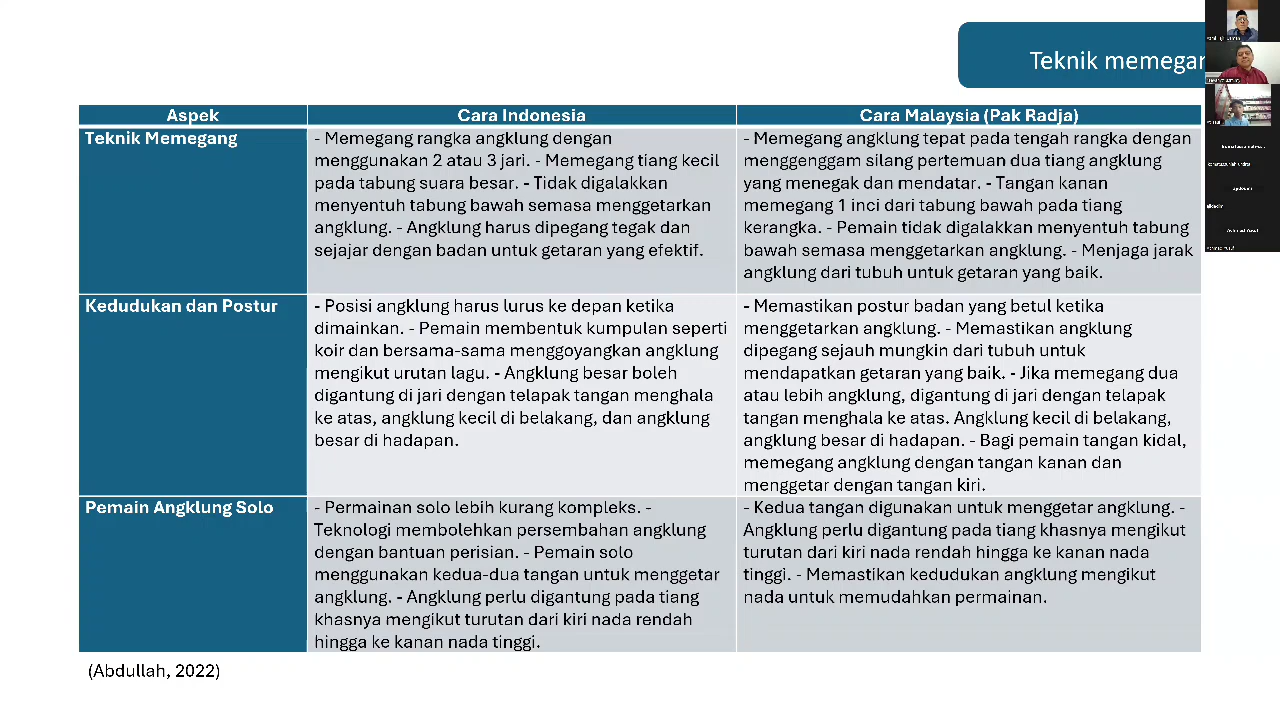 Teknik memegan
Aspek
Cara Indonesia
Cara Malaysia (Pak Radja)
Teknik Memegang
- Memegang rangka angklung dengan
menggunakan 2 atau 3 jari. - Memegang tiang kecil
pada tabung suara besar. - Tidak digalakkan
menyentuh tabung bawah semasa menggetarkan
angklung. - Angklung harus dipegang tegak dan
sejajar dengan badan untuk getaran yang efektif.
- Memegang angklung tepat pada tengah rangka dengan
menggenggam silang pertemuan dua tiang angklung
yang menegak dan mendatar. - Tangan kanan
memegang 1 inci dari tabung bawah pada tiang
kerangka. - Pemain tidak digalakkan menyentuh tabung
bawah semasa menggetarkan angklung. - Menjaga jarak
angklung dari tubuh untuk getaran yang baik.
Kedudukan dan Postur
- Posisi angklung harus lurus ke depan ketika
dimainkan. - Pemain membentuk kumpulan seperti
koir dan bersama-sama menggoyangkan angklung
mengikut urutan lagu. - Angklung besar boleh
digantung di jari dengan telapak tangan menghala
ke atas, angklung kecil di belakang, dan angklung
besar di hadapan.
- Memastikan postur badan yang betul ketika
menggetarkan angklung. - Memastikan angklung
dipegang sejauh mungkin dari tubuh untuk
mendapatkan getaran yang baik. - Jika memegang dua
atau lebih angklung, digantung di jari dengan telapak
tangan menghala ke atas. Angklung kecil di belakang,
angklung besar di hadapan. - Bagi pemain tangan kidal,
memegang angklung dengan tangan kanan dan
menggetar dengan tangan kiri.
Pemain Angklung Solo
- Permainan solo lebih kurang kompleks. -
Teknologi membolehkan persembahan angklung
dengan bantuan perisian. - Pemain solo
menggunakan kedua-dua tangan untuk menggetar
angklung. - Angklung perlu digantung pada tiang
khasnya mengikut turutan dari kiri nada rendah
hingga ke kanan nada tinggi.
- Kedua tangan digunakan untuk menggetar angklung. -
Angklung perlu digantung pada tiang khasnya mengikut
turutan dari kiri nada rendah hingga ke kanan nada
tinggi. - Memastikan kedudukan angklung mengikut
nada untuk memudahkan permainan.
(Abdullah, 2022)